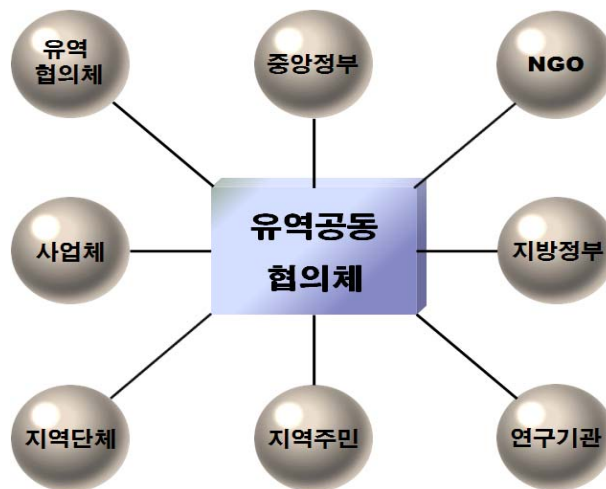 유역
협의체
중앙정부
NGO
사업체
유역공동
협의체
지방정부
지역단체
지역주민
연구기관